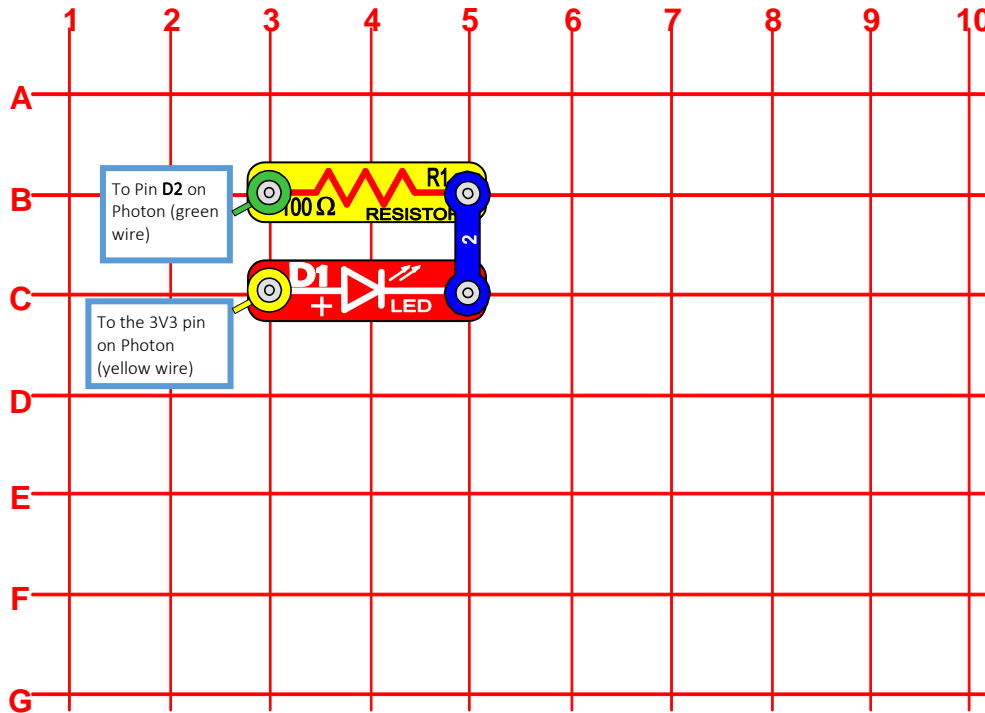 1 2 3 4 5 6 7 8 9 10
A
To Pin D2 on
Photon (green
wire)
B
R1
100 Ω
RESISTOR
2
C
D1
+
LED
To the 3V3 pin
on Photon
(yellow wire)
D
E
F
G